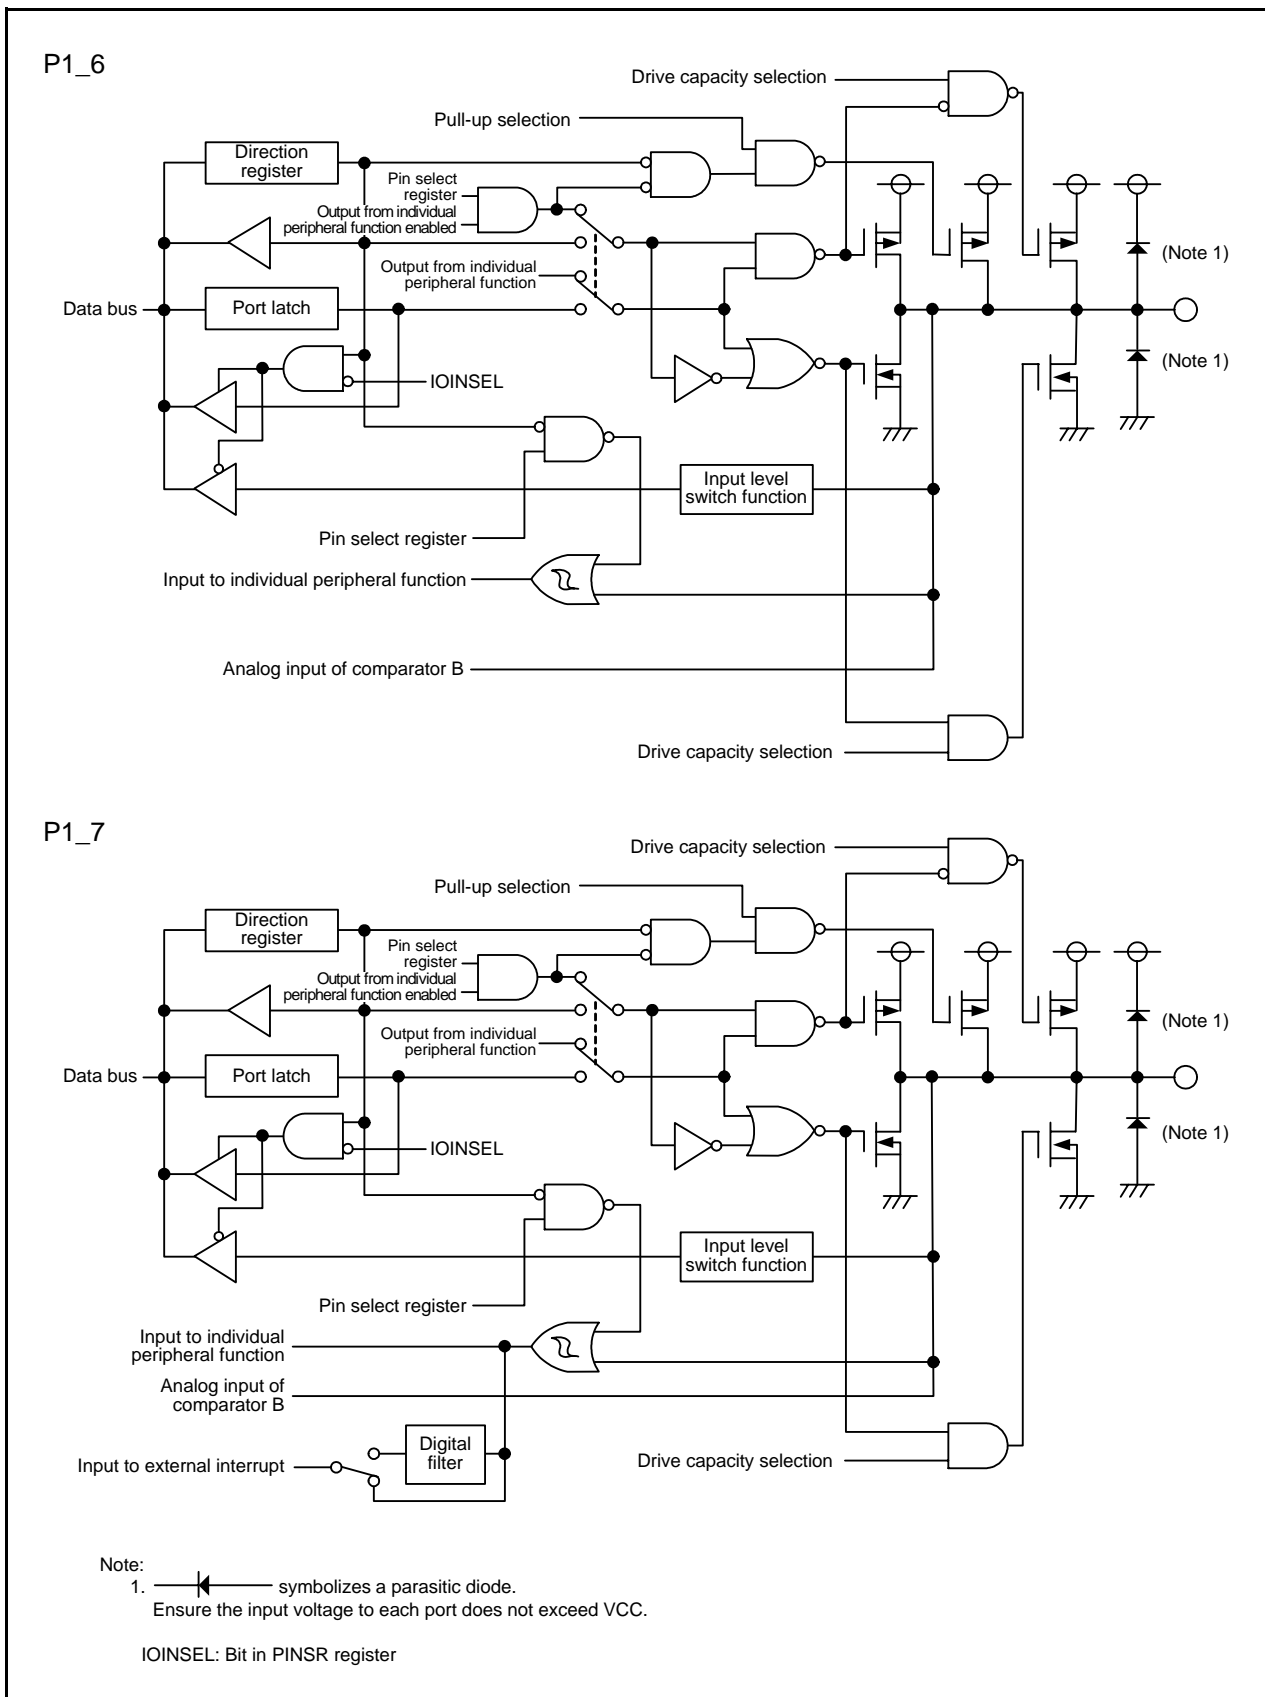 P1_6
Drive capacity selection
Pull-up selection
Direction
register
Pin select
register
Output from individual
peripheral function enabled
(Note 1)
Output from individual
peripheral function
Data bus
Port latch
(Note 1)
IOINSEL
Input level
switch function
Pin select register
Input to individual peripheral function
Analog input of comparator B
Drive capacity selection
P1_7
Drive capacity selection
Pull-up selection
Direction
register
Pin select
register
Output from individual
peripheral function enabled
(Note 1)
Output from individual
peripheral function
Data bus
Port latch
(Note 1)
IOINSEL
Input level
switch function
Pin select register
Input to individual
peripheral function
Analog input of
comparator B
Digital
filter
Input to external interrupt
Drive capacity selection
Note:
1. symbolizes a parasitic diode.
Ensure the input voltage to each port does not exceed VCC.
IOINSEL: Bit in PINSR register